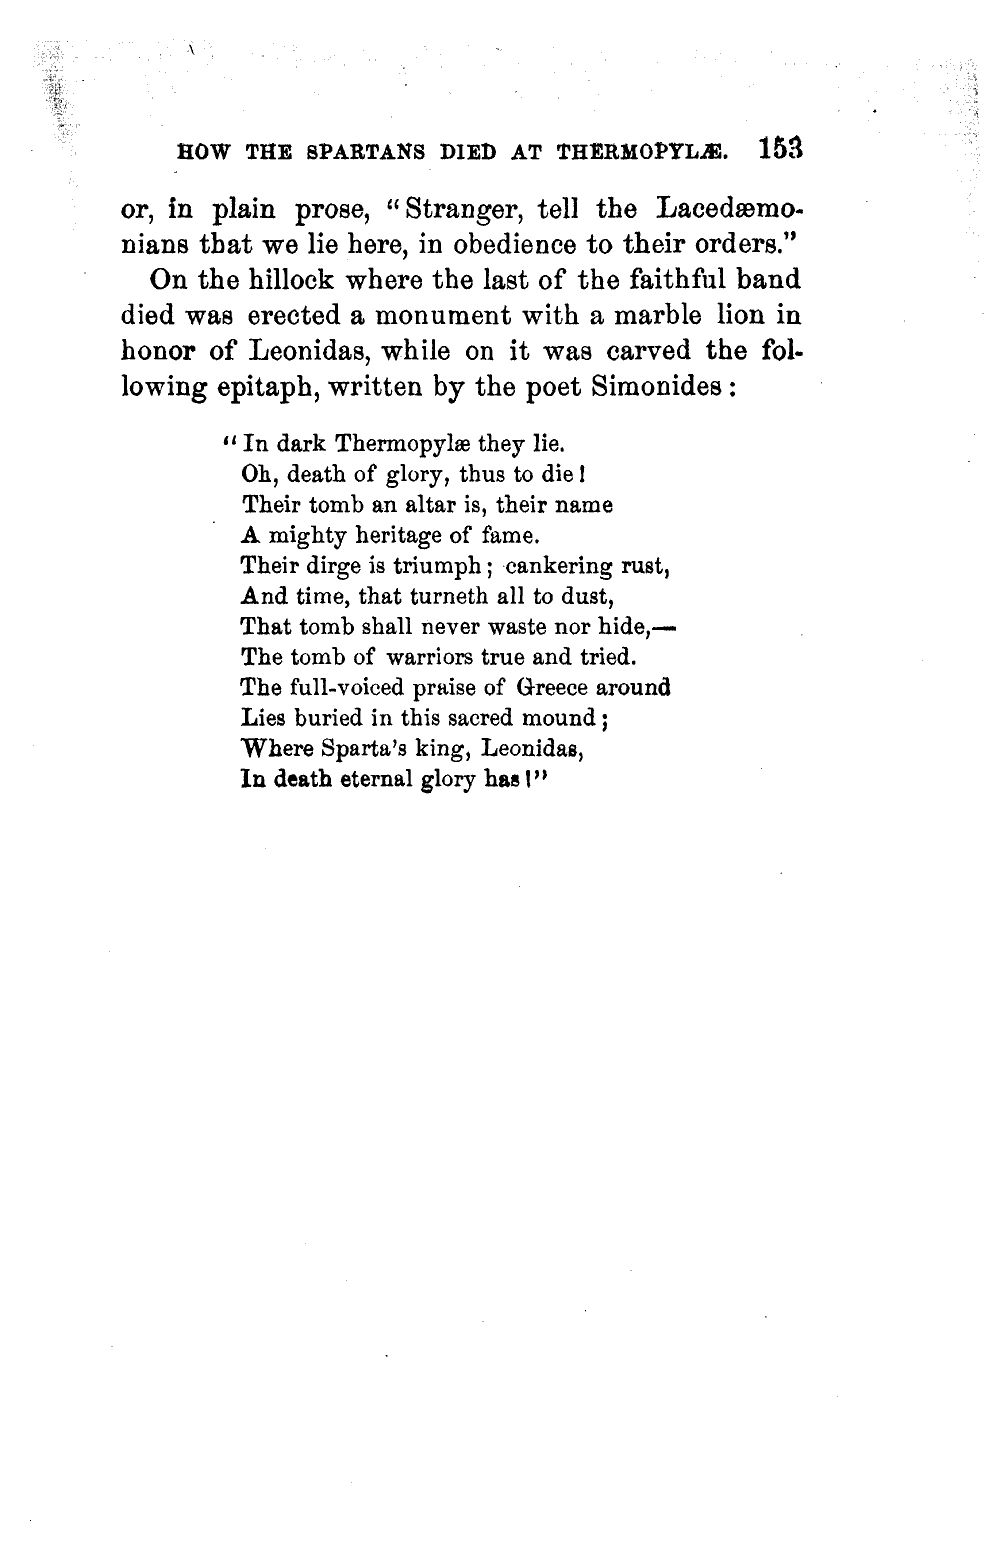 HOW THE SPARTANS DIED AT THERMOPYLÆ. 153
or, in plain prose, “Stranger, tell the Lacedæmo-
nians that we lie here, in obedience to their orders.”
On the hillock where the last of the faithful band
died was erected a monument with a marble lion in
honor of Leonidas, while on it was carved the fol-
lowing epitaph, written by the poet Simonides:
“In dark Thermopylæ they lie.
Oh, death of glory, thus to die!
Their tomb an altar is, their name
A mighty heritage of fame.
Their dirge is triumph; cankering rust,
And time, that turneth all to dust,
That tomb shall never waste nor hide,—
The tomb of warriors true and tried.
The full-voiced praise of Greece around
Lies buried in this sacred mound;
Where Sparta’s king, Leonidas,
In death eternal glory has!”